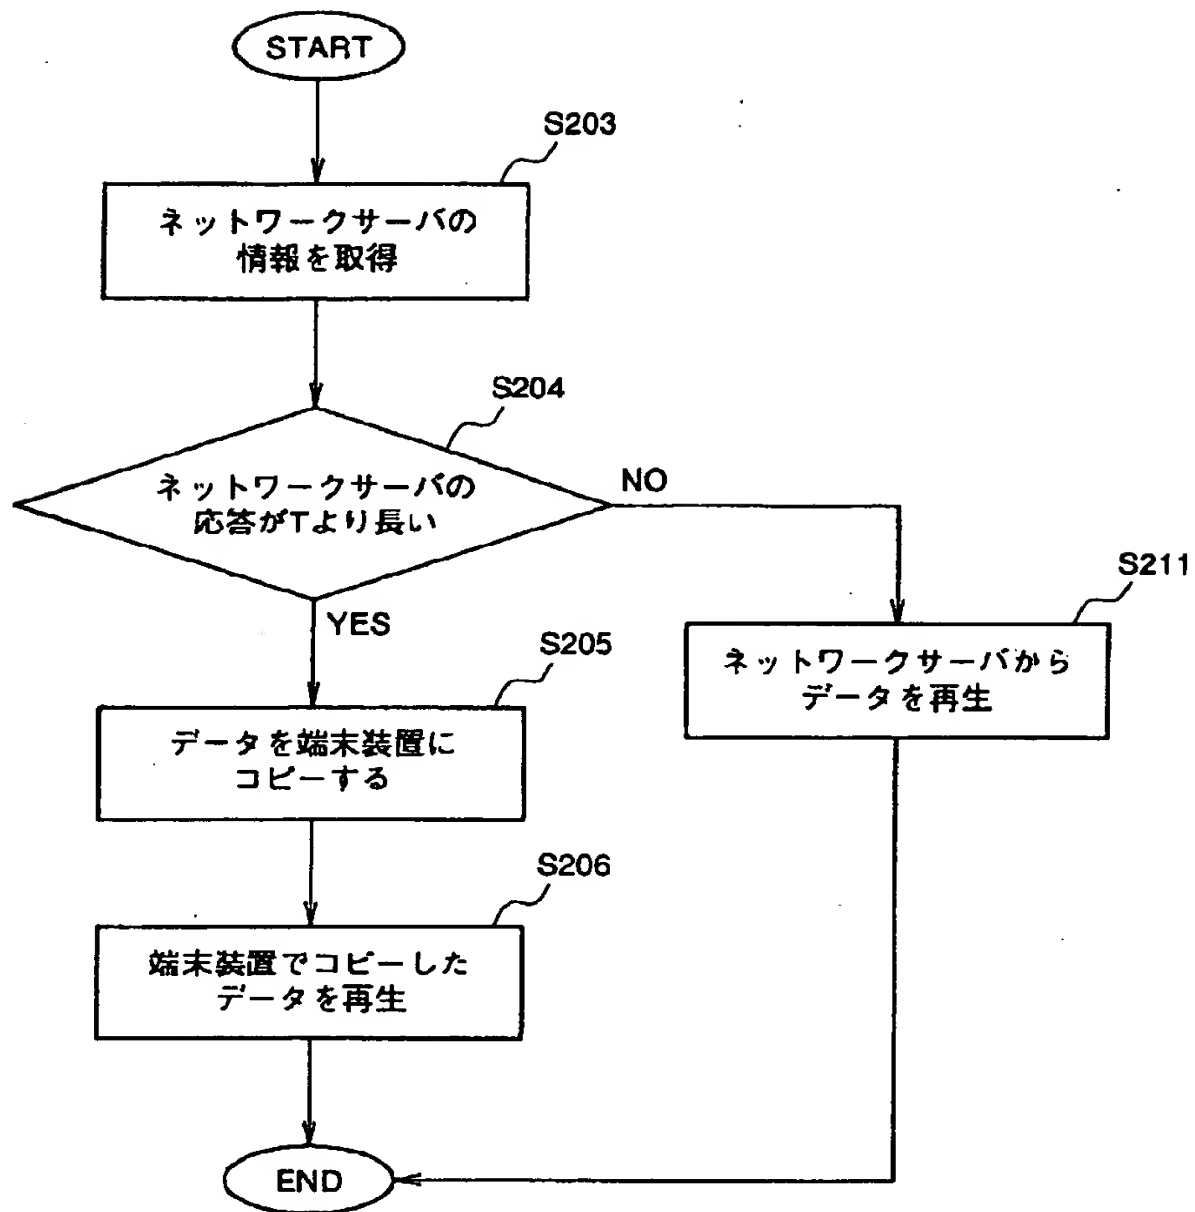 START
S203
ネットワークサーバの
情報を取得
S204
ネットワークサーバの
応答がTより長い
NO
YES
S211
ネットワークサーバから
データを再生
S205
データを端末装置に
コピーする
S206
端末装置でコピーした
データを再生
END